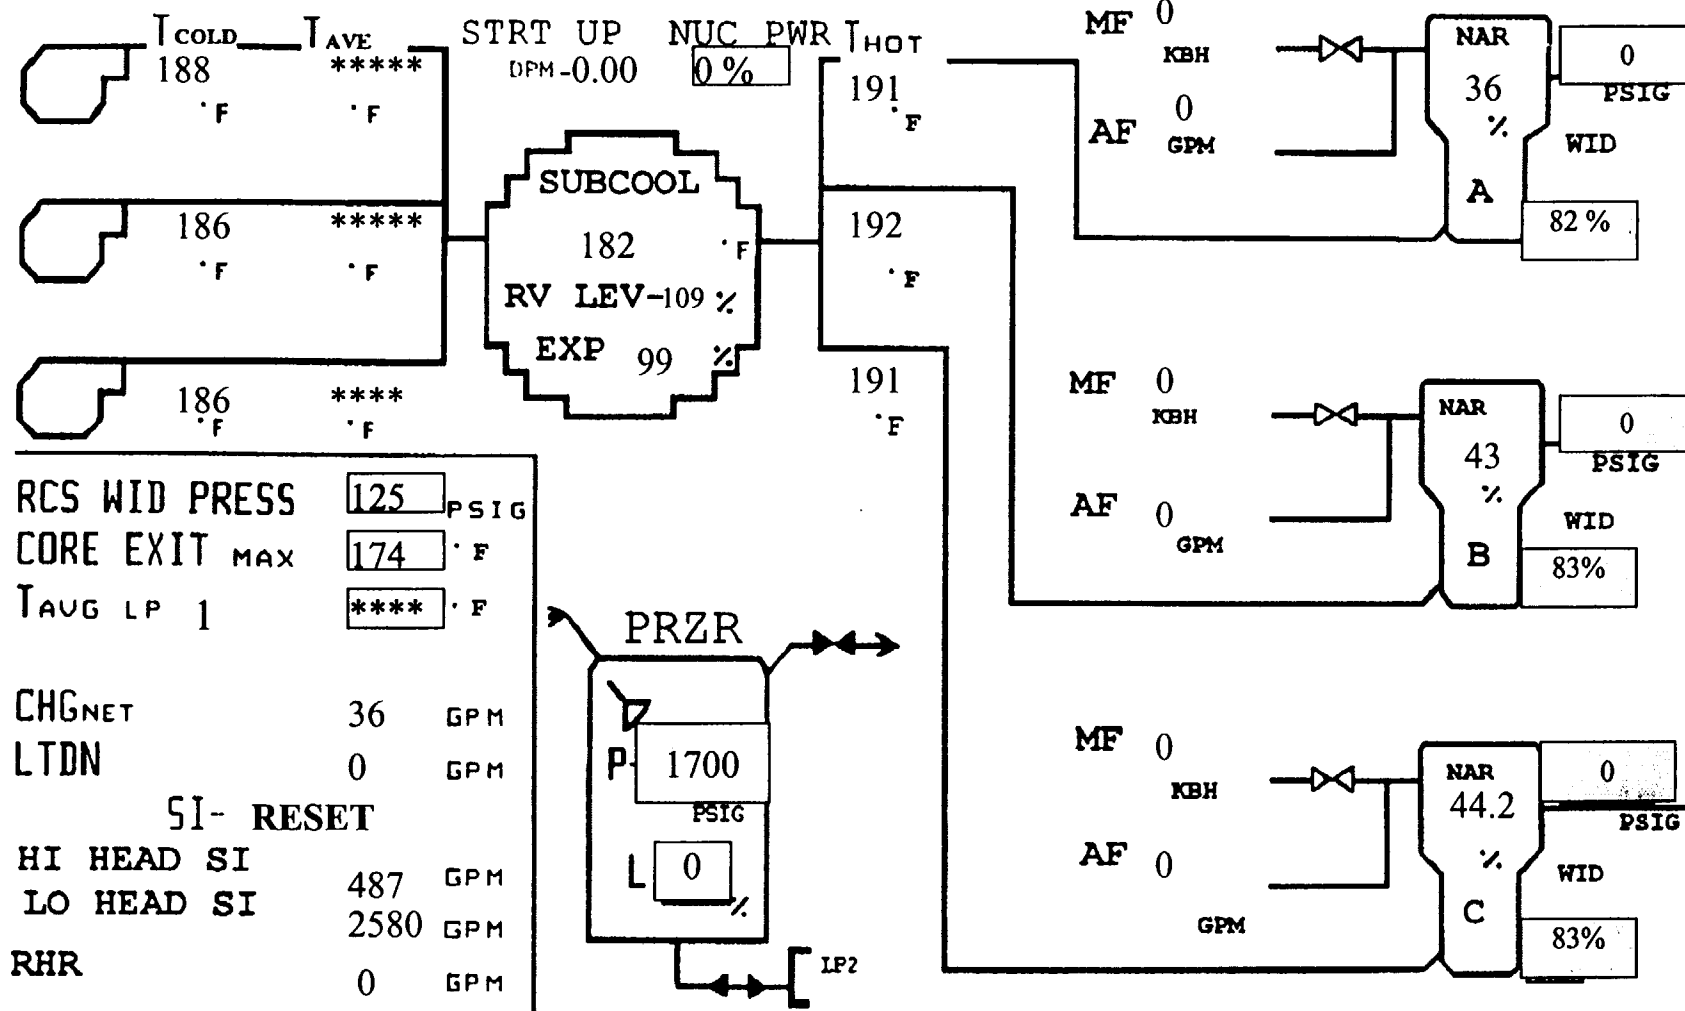 TCOLD TAVE STRT UP NUC PWR THOT
188 ***** DPM -0.00 0 % 191
°F °F °F
186 ***** SUBCOOL 192
°F °F 182 °F °F
RV LEV-109 %
EXP 99 %
186 **** 191
°F °F °F
RCS WID PRESS 125 PSIG
CORE EXIT MAX 174 °F
TAVG LP 1 **** °F
CHGNET 36 GPM
LTDN 0 GPM
SI- RESET
HI HEAD SI 487 GPM
LO HEAD SI 2580 GPM
RHR 0 GPM
PRZR
P 1700
PSIG
L 0
%
LP2
MF 0
KBH
AF 0
GPM
NAR
36
%
A
0
PSIG
WID
82 %
MF 0
KBH
AF 0
GPM
NAR
43
%
B
0
PSIG
WID
83%
MF 0
KBH
AF 0
GPM
NAR
44.2
%
C
0
PSIG
WID
83%